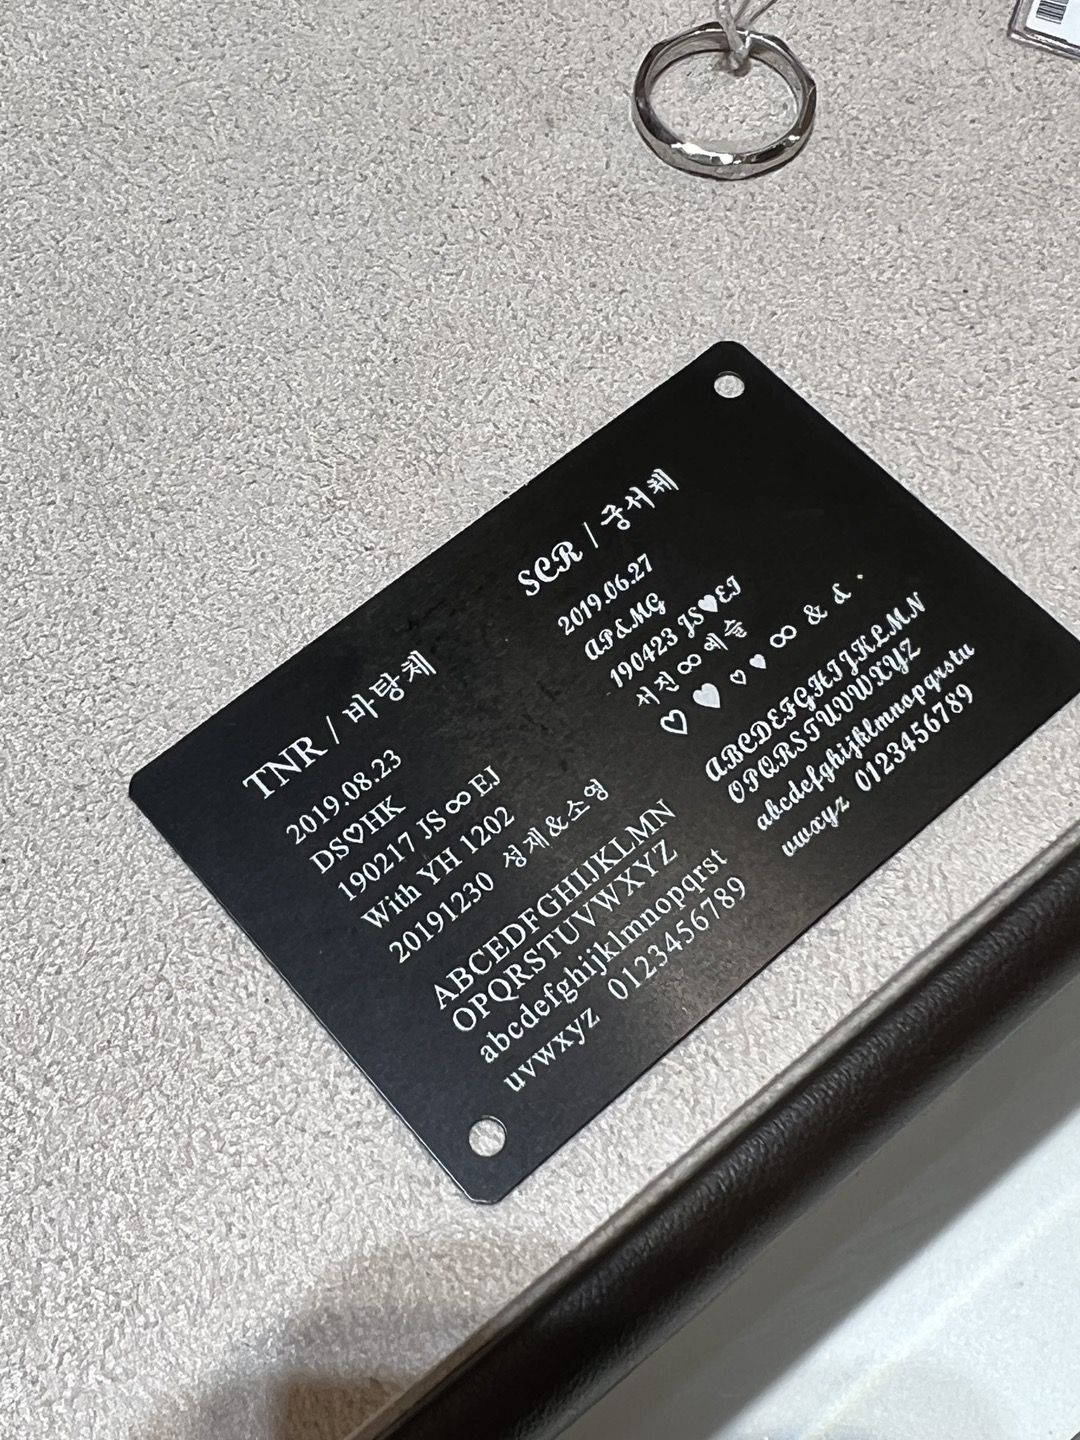 TNR / 바탕체
2019.08.23
DS♡HK
190217 JS∞EJ
With YH 1202
20191230 성재&소영
ABCEDFGHIJKLMN
OPQRSTUVWXYZ
abcdefghijklmnopqrst
uvwxyz 0123456789
SCR / 궁서체
2019.06.27
AP&MG
190423 JS♥EJ
서진∞예슬
♡ ♥ ♡ ♥ ∞ & & .
ABCDEFGHIJKLMN
OPQRSTUVWXYZ
abcdefghijklmnopqrstu
vwxyz 0123456789